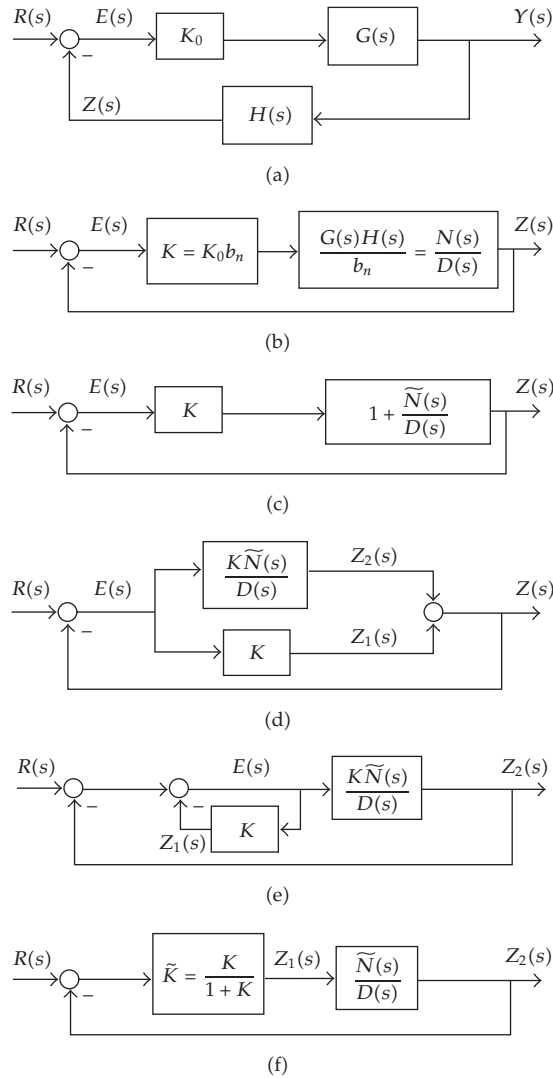 R(s) E(s) K₀ G(s) Y(s)
−
Z(s) H(s)
(a)
R(s) E(s) K = K₀bₙ G(s)H(s)/bₙ = N(s)/D(s) Z(s)
−
(b)
R(s) E(s) K 1 + Ñ(s)/D(s) Z(s)
−
(c)
KÑ(s)/D(s) Z₂(s)
R(s) E(s) Z(s)
−
K Z₁(s)
(d)
R(s) E(s) KÑ(s)/D(s) Z₂(s)
− −
Z₁(s) K
(e)
R(s) K̃ = K/(1 + K) Z₁(s) Ñ(s)/D(s) Z₂(s)
−
(f)